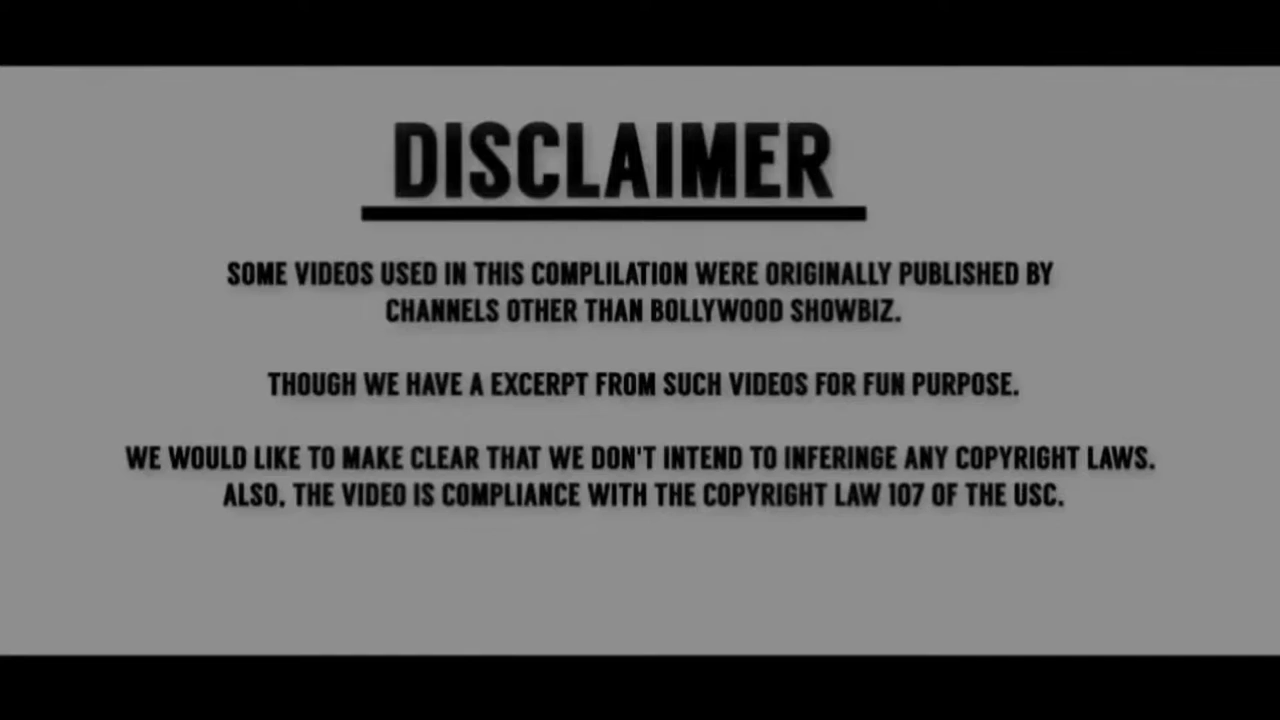 DISCLAIMER
SOME VIDEOS USED IN THIS COMPLILATION WERE ORIGINALLY PUBLISHED BY
CHANNELS OTHER THAN BOLLYWOOD SHOWBIZ.
THOUGH WE HAVE A EXCERPT FROM SUCH VIDEOS FOR FUN PURPOSE.
WE WOULD LIKE TO MAKE CLEAR THAT WE DON'T INTEND TO INFERINGE ANY COPYRIGHT LAWS.
ALSO, THE VIDEO IS COMPLIANCE WITH THE COPYRIGHT LAW 107 OF THE USC.